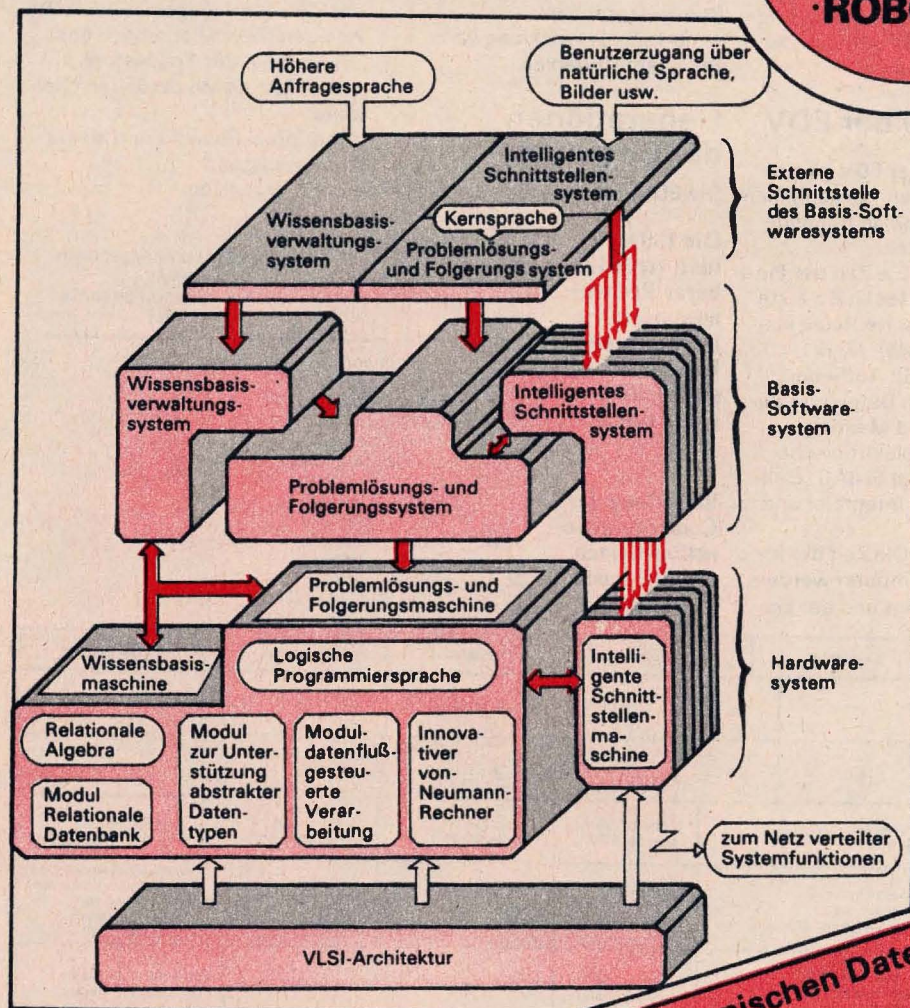 ·ROB
Höhere
Anfragesprache
Benutzerzugang über
natürliche Sprache,
Bilder usw.
Intelligentes
Schnittstellen-
system
Wissensbasis-
verwaltungs-
system
Kernsprache
Problemlösungs-
und Folgerungssystem
Externe
Schnittstelle
des Basis-Soft-
waresystems
Wissensbasis-
verwaltungs-
system
Intelligentes
Schnittstellen-
system
Problemlösungs- und
Folgerungssystem
Basis-
Software-
system
Problemlösungs- und
Folgerungsmaschine
Wissensbasis-
maschine
Logische
Programmiersprache
Intelli-
gente
Schnitt-
stellen-
ma-
schine
Hardware-
system
Relationale
Algebra
Modul
Relationale
Datenbank
Modul
zur Unter-
stützung
abstrakter
Daten-
typen
Modul-
datenfluß-
gesteu-
erte
Verar-
beitung
Innova-
tiver
von-
Neumann-
Rechner
zum Netz verteilter
Systemfunktionen
VLSI-Architektur
ischen Date